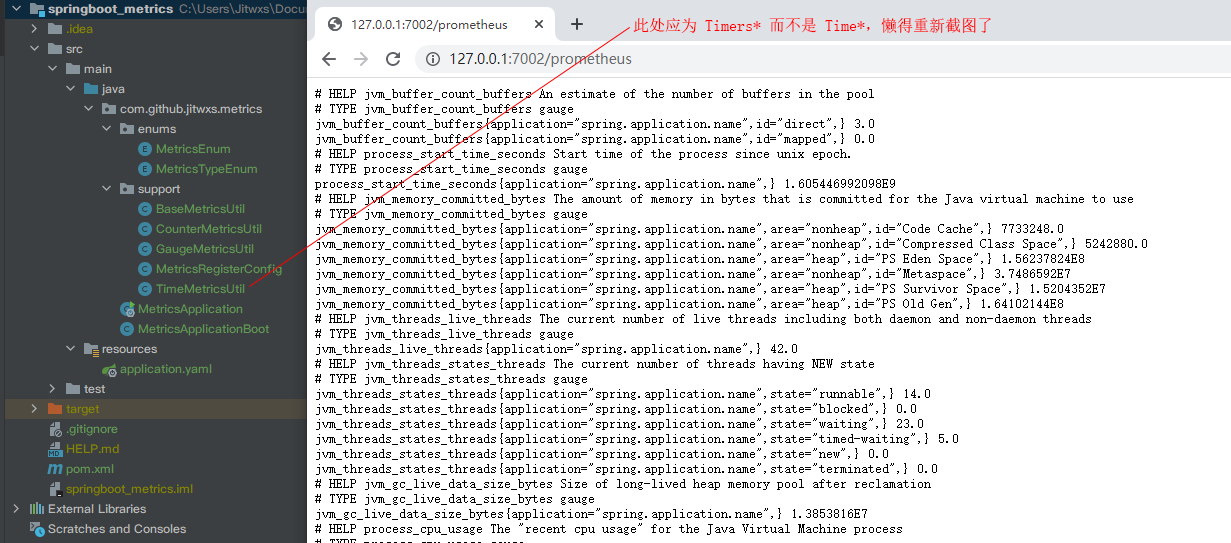 springboot_metrics C:\Users\Jitwxs\Docu
.idea
src
main
java
com.github.jitwxs.metrics
enums
MetricsEnum
MetricsTypeEnum
support
BaseMetricsUtil
CounterMetricsUtil
GaugeMetricsUtil
MetricsRegisterConfig
TimeMetricsUtil
MetricsApplication
MetricsApplicationBoot
resources
application.yaml
test
target
.gitignore
HELP.md
pom.xml
springboot_metrics.iml
External Libraries
Scratches and Consoles
127.0.0.1:7002/prometheus
此处应为 Timers* 而不是 Time*，懒得重新截图了
127.0.0.1:7002/prometheus
# HELP jvm_buffer_count_buffers An estimate of the number of buffers in the pool
# TYPE jvm_buffer_count_buffers gauge
jvm_buffer_count_buffers{application="spring.application.name",id="direct",} 3.0
jvm_buffer_count_buffers{application="spring.application.name",id="mapped",} 0.0
# HELP process_start_time_seconds Start time of the process since unix epoch.
# TYPE process_start_time_seconds gauge
process_start_time_seconds{application="spring.application.name",} 1.605446992098E9
# HELP jvm_memory_committed_bytes The amount of memory in bytes that is committed for the Java virtual machine to use
# TYPE jvm_memory_committed_bytes gauge
jvm_memory_committed_bytes{application="spring.application.name",area="nonheap",id="Code Cache",} 7733248.0
jvm_memory_committed_bytes{application="spring.application.name",area="nonheap",id="Compressed Class Space",} 5242880.0
jvm_memory_committed_bytes{application="spring.application.name",area="heap",id="PS Eden Space",} 1.56237824E8
jvm_memory_committed_bytes{application="spring.application.name",area="nonheap",id="Metaspace",} 3.7486592E7
jvm_memory_committed_bytes{application="spring.application.name",area="heap",id="PS Survivor Space",} 1.5204352E7
jvm_memory_committed_bytes{application="spring.application.name",area="heap",id="PS Old Gen",} 1.64102144E8
# HELP jvm_threads_live_threads The current number of live threads including both daemon and non-daemon threads
# TYPE jvm_threads_live_threads gauge
jvm_threads_live_threads{application="spring.application.name",} 42.0
# HELP jvm_threads_states_threads The current number of threads having NEW state
# TYPE jvm_threads_states_threads gauge
jvm_threads_states_threads{application="spring.application.name",state="runnable",} 14.0
jvm_threads_states_threads{application="spring.application.name",state="blocked",} 0.0
jvm_threads_states_threads{application="spring.application.name",state="waiting",} 23.0
jvm_threads_states_threads{application="spring.application.name",state="timed-waiting",} 5.0
jvm_threads_states_threads{application="spring.application.name",state="new",} 0.0
jvm_threads_states_threads{application="spring.application.name",state="terminated",} 0.0
# HELP jvm_gc_live_data_size_bytes Size of long-lived heap memory pool after reclamation
# TYPE jvm_gc_live_data_size_bytes gauge
jvm_gc_live_data_size_bytes{application="spring.application.name",} 1.3853816E7
# HELP process_cpu_usage The "recent cpu usage" for the Java Virtual Machine process
# TYPE process_cpu_usage gauge